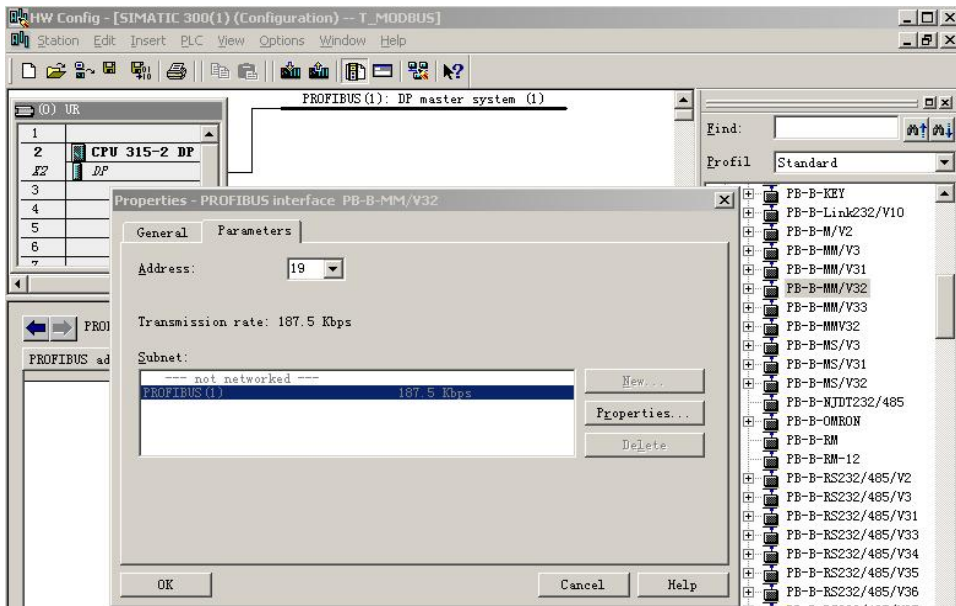 HW Config - [SIMATIC 300(1) (Configuration) -- T_MODBUS]
Station Edit Insert PLC View Options Window Help
(0) UR
1
2 CPU 315-2 DP
X2 DP
3
4
5
6
7
PROFIBUS(1): DP master system (1)
PROFIBUS ad
Properties - PROFIBUS interface PB-B-MM/V32
General Parameters
Address: 19
Transmission rate: 187.5 Kbps
Subnet:
--- not networked ---
PROFIBUS(1) 187.5 Kbps
New...
Properties...
Delete
OK Cancel Help
Find:
Profil Standard
PB-B-KEY
PB-B-Link232/V10
PB-B-M/V2
PB-B-MM/V3
PB-B-MM/V31
PB-B-MM/V32
PB-B-MM/V33
PB-B-MMV32
PB-B-MS/V3
PB-B-MS/V31
PB-B-MS/V32
PB-B-NJDT232/485
PB-B-OMRON
PB-B-RM
PB-B-RM-12
PB-B-RS232/485/V2
PB-B-RS232/485/V3
PB-B-RS232/485/V31
PB-B-RS232/485/V33
PB-B-RS232/485/V34
PB-B-RS232/485/V35
PB-B-RS232/485/V36